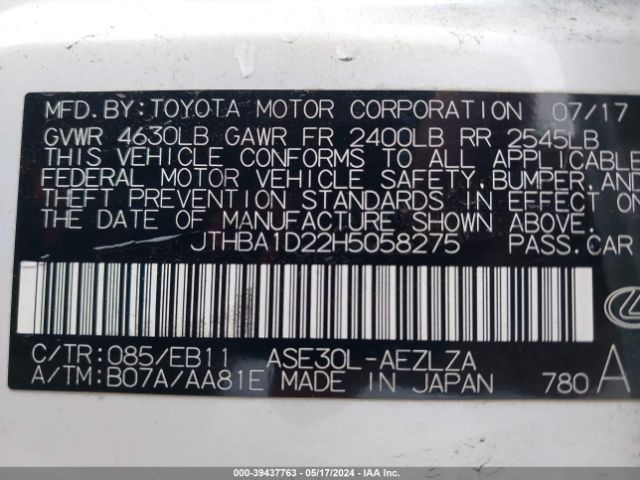 MFD.BY:TOYOTA MOTOR CORPORATION 07/17
GVWR 4630LB GAWR FR 2400LB RR 2545LB
THIS VEHICLE CONFORMS TO ALL APPLICABLE
FEDERAL MOTOR VEHICLE SAFETY,BUMPER,AND
THEFT PREVENTION STANDARDS IN EFFECT ON
THE DATE OF MANUFACTURE SHOWN ABOVE.
JTHBA1D22H5058275 PASS.CAR
C/TR:085/EB11 ASE30L-AEZLZA
A/TM:B07A/AA81E MADE IN JAPAN 780 A
000-39437763 - 05/17/2024 - IAA Inc.